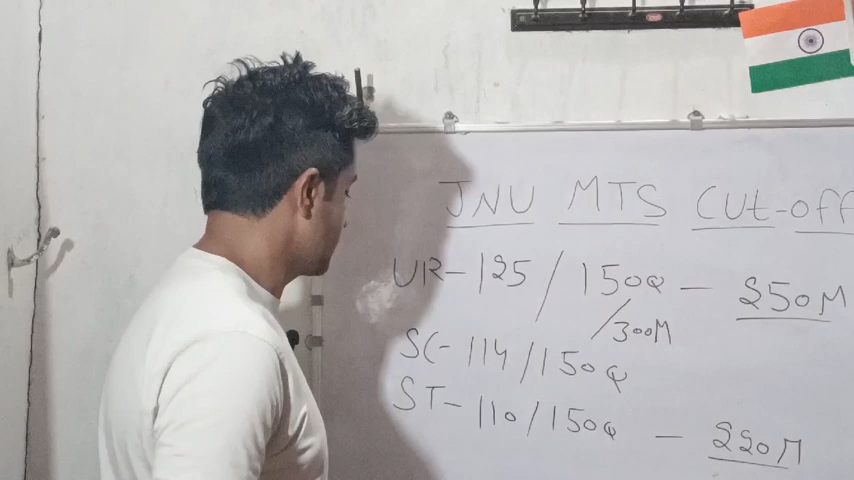 JNU MTS CUt-off
UR-125/150Q - 250M
/300M
SC-114/150Q
ST-110/150Q - 220M